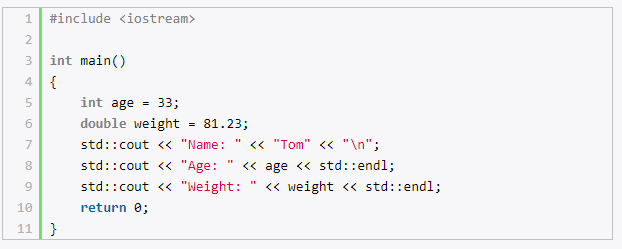 1 #include <iostream>
2
3 int main()
4 {
5     int age = 33;
6     double weight = 81.23;
7     std::cout << "Name: " << "Tom" << "\n";
8     std::cout << "Age: " << age << std::endl;
9     std::cout << "Weight: " << weight << std::endl;
10     return 0;
11 }